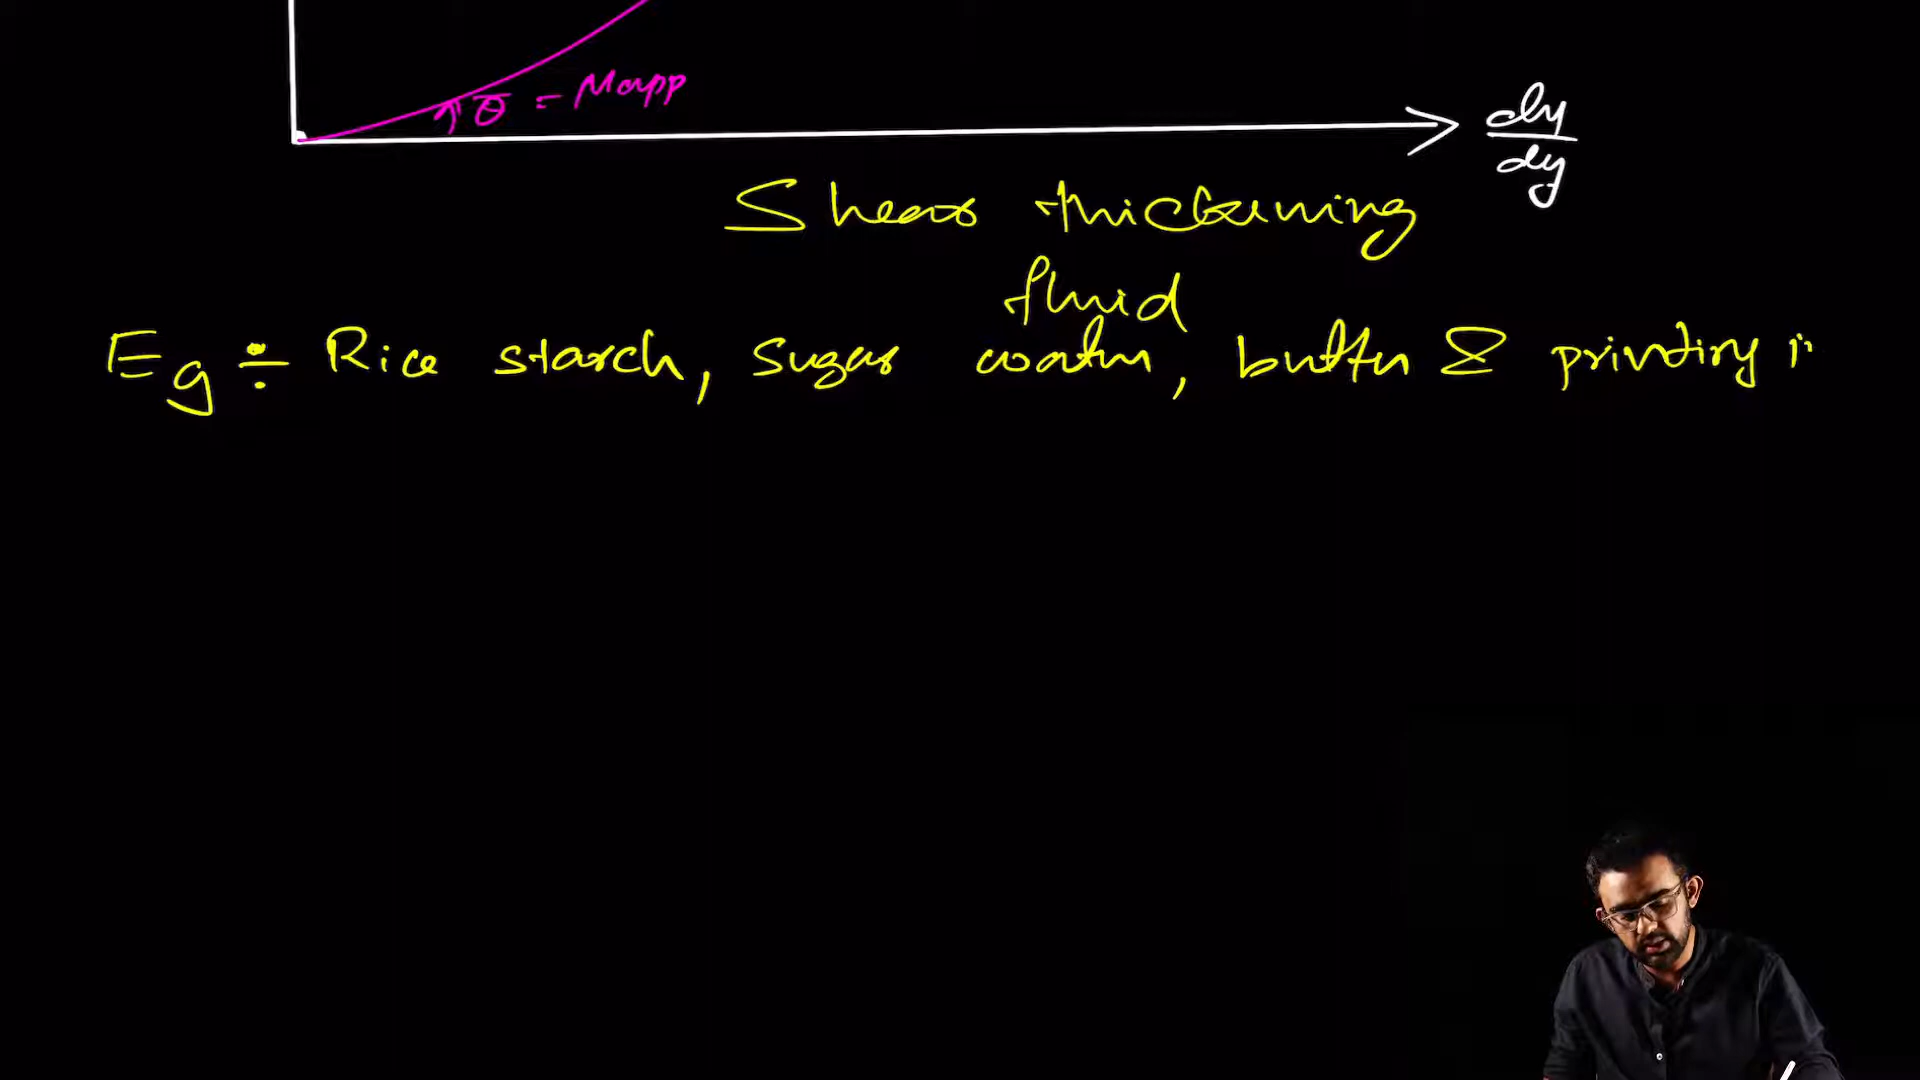 θ = μapp
du/dy
Shear thickening
fluid
Eg ÷ Rice starch, sugar water, butter & printing